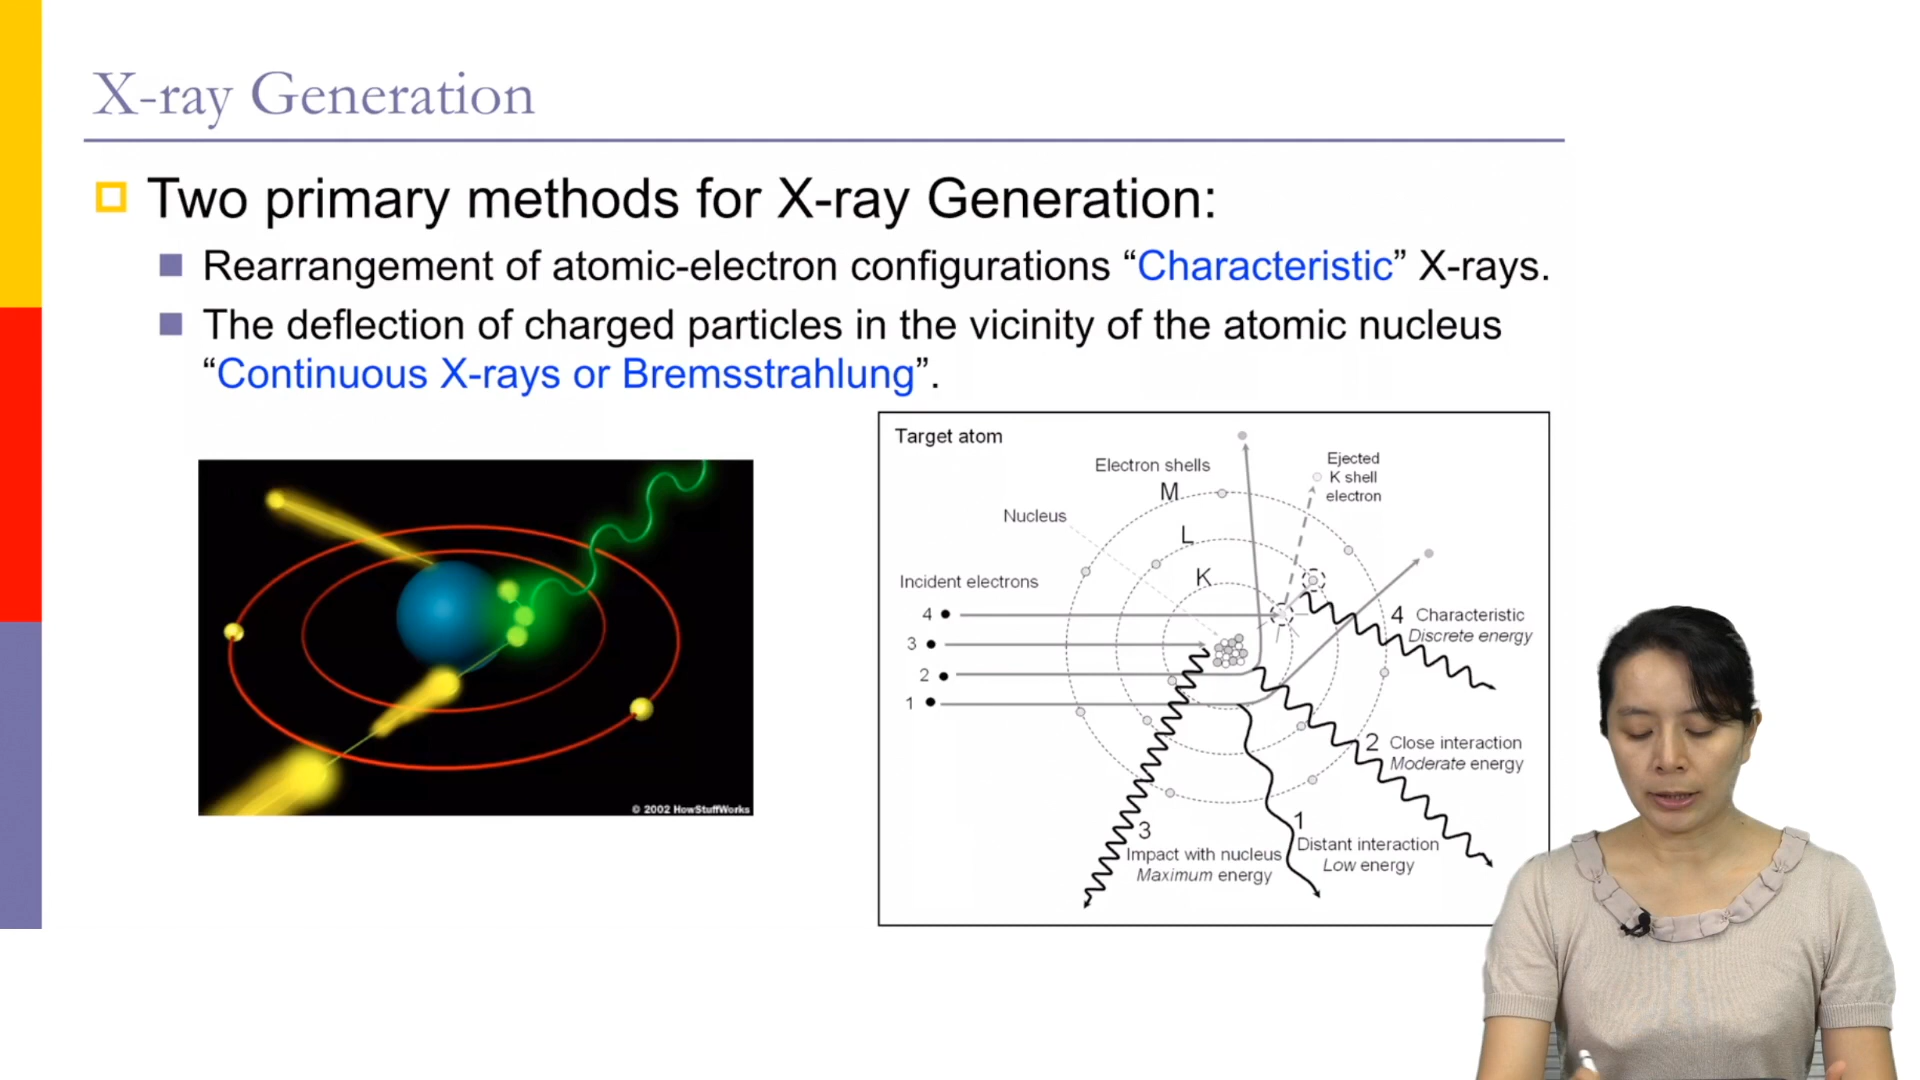 X-ray Generation
Two primary methods for X-ray Generation:
Rearrangement of atomic-electron configurations “Characteristic” X-rays.
The deflection of charged particles in the vicinity of the atomic nucleus
“Continuous X-rays or Bremsstrahlung”.
© 2002 HowStuffWorks
Target atom
Electron shells
M
L
K
Nucleus
Ejected
K shell
electron
Incident electrons
4
3
2
1
4 Characteristic
Discrete energy
2 Close interaction
Moderate energy
1
Distant interaction
Low energy
3
Impact with nucleus
Maximum energy